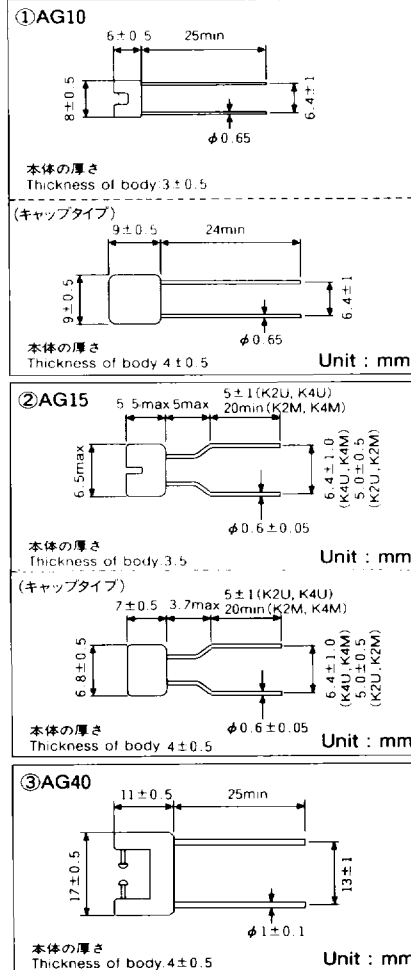 ①AG10
6±0.5
25min
8±0.5
6.4±1
φ0.65
本体の厚さ
Thickness of body:3±0.5
(キャップタイプ)
9±0.5
24min
9±0.5
6.4±1
φ0.65
本体の厚さ
Thickness of body 4±0.5
Unit : mm
②AG15
5 5max
5max
5±1(K2U, K4U)
20min(K2M, K4M)
6.5max
6.4±1.0
(K4U, K4M)
5.0±0.5
(K2U, K2M)
φ0.6±0.05
本体の厚さ
Thickness of body.3.5
Unit : mm
(キャップタイプ)
7±0.5
3.7max
5±1(K2U, K4U)
20min(K2M, K4M)
6.8±0.5
6.4±1.0
(K4U, K4M)
5.0±0.5
(K2U, K2M)
φ0.6±0.05
本体の厚さ
Thickness of body 4±0.5
Unit : mm
③AG40
11±0.5
25min
17±0.5
13±1
φ1±0.1
本体の厚さ
Thickness of body.4±0.5
Unit : mm